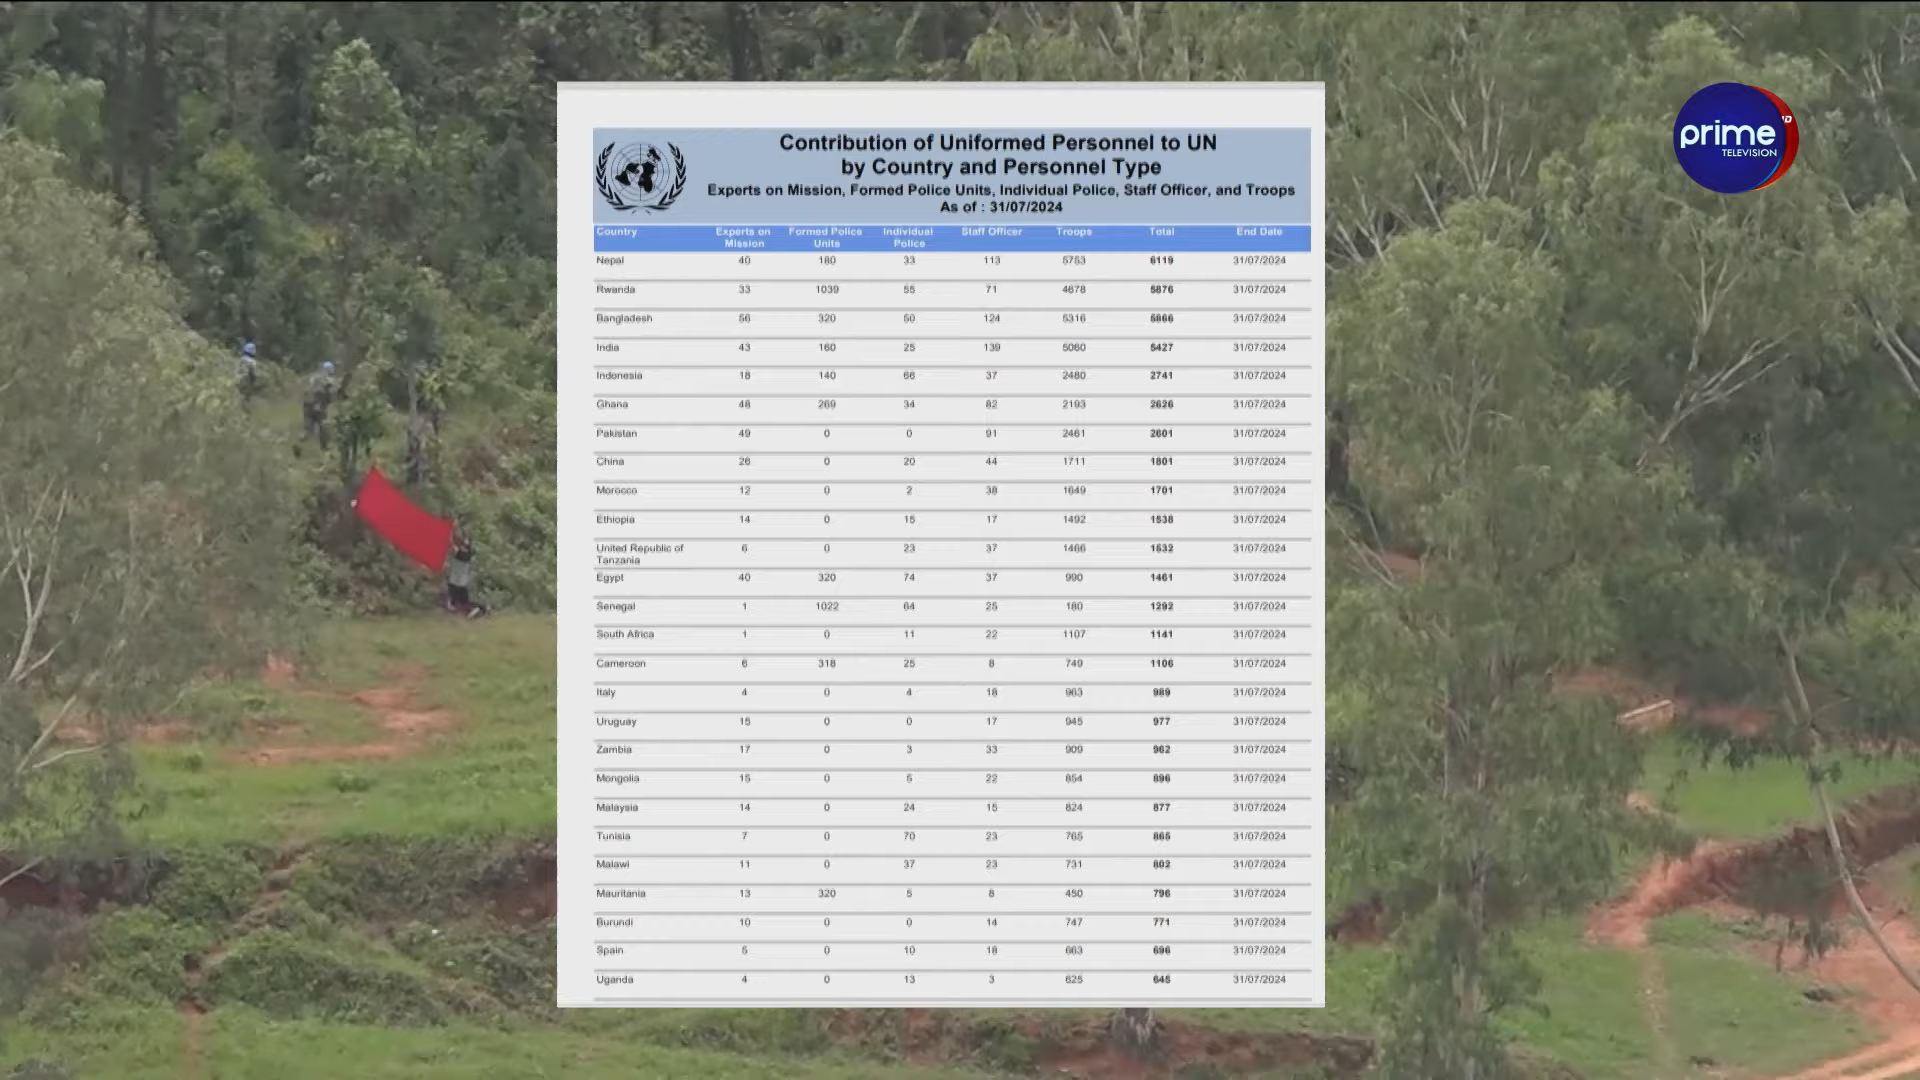 Contribution of Uniformed Personnel to UN
by Country and Personnel Type
Experts on Mission, Formed Police Units, Individual Police, Staff Officer, and Troops
As of : 31/07/2024
Country Experts on Mission Formed Police Units Individual Police Staff Officer Troops Total End Date
Nepal 40 180 33 113 5753 6119 31/07/2024
Rwanda 33 1039 55 71 4678 5876 31/07/2024
Bangladesh 56 320 50 124 5316 5866 31/07/2024
India 43 160 25 139 5060 5427 31/07/2024
Indonesia 18 140 66 37 2480 2741 31/07/2024
Ghana 48 269 34 82 2193 2626 31/07/2024
Pakistan 49 0 0 91 2461 2601 31/07/2024
China 26 0 20 44 1711 1801 31/07/2024
Morocco 12 0 2 38 1649 1701 31/07/2024
Ethiopia 14 0 15 17 1492 1538 31/07/2024
United Republic of Tanzania 6 0 23 37 1466 1532 31/07/2024
Egypt 40 320 74 37 990 1461 31/07/2024
Senegal 1 1022 64 25 180 1292 31/07/2024
South Africa 1 0 11 22 1107 1141 31/07/2024
Cameroon 6 318 25 8 749 1106 31/07/2024
Italy 4 0 4 18 963 989 31/07/2024
Uruguay 15 0 0 17 945 977 31/07/2024
Zambia 17 0 3 33 909 962 31/07/2024
Mongolia 15 0 5 22 854 896 31/07/2024
Malaysia 14 0 24 15 824 877 31/07/2024
Tunisia 7 0 70 23 765 865 31/07/2024
Malawi 11 0 37 23 731 802 31/07/2024
Mauritania 13 320 5 8 450 796 31/07/2024
Burundi 10 0 0 14 747 771 31/07/2024
Spain 5 0 10 18 663 696 31/07/2024
Uganda 4 0 13 3 625 645 31/07/2024
prime
TELEVISION